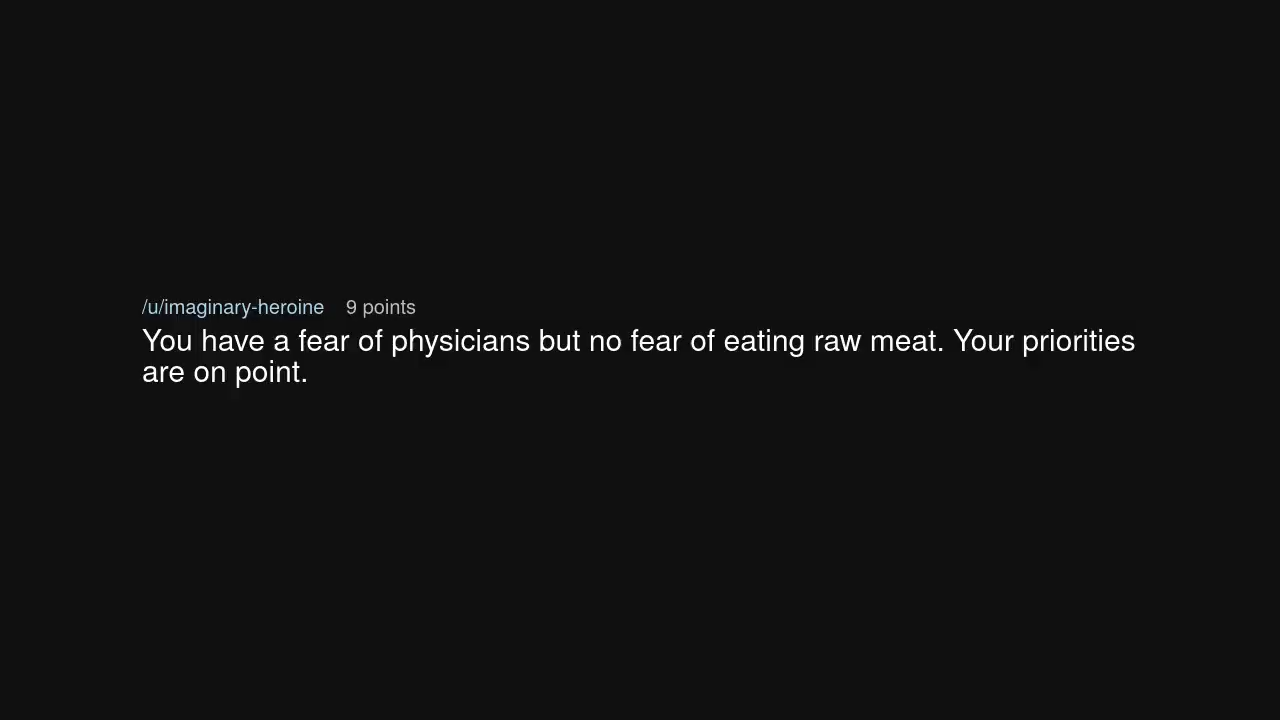 /u/imaginary-heroine 9 points
You have a fear of physicians but no fear of eating raw meat. Your priorities
are on point.